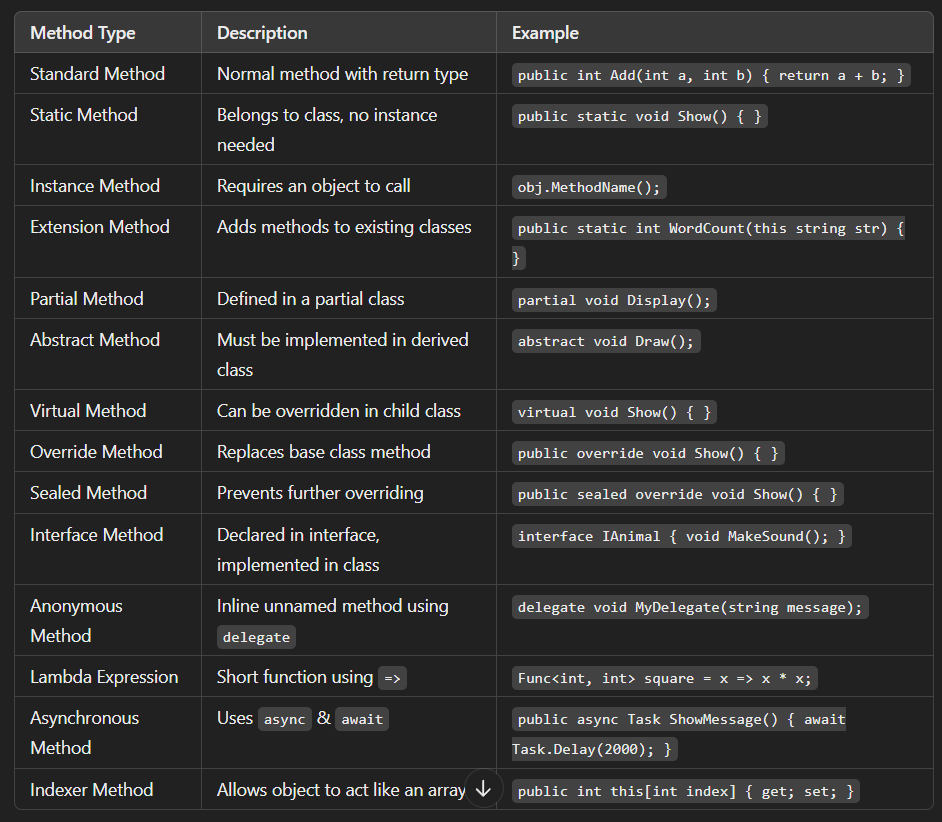 Method Type Description Example
Standard Method Normal method with return type public int Add(int a, int b) { return a + b; }
Static Method Belongs to class, no instance public static void Show() { }
needed
Instance Method Requires an object to call obj.MethodName();
Extension Method Adds methods to existing classes public static int WordCount(this string str) {
}
Partial Method Defined in a partial class partial void Display();
Abstract Method Must be implemented in derived abstract void Draw();
class
Virtual Method Can be overridden in child class virtual void Show() { }
Override Method Replaces base class method public override void Show() { }
Sealed Method Prevents further overriding public sealed override void Show() { }
Interface Method Declared in interface, interface IAnimal { void MakeSound(); }
implemented in class
Anonymous Inline unnamed method using delegate void MyDelegate(string message);
Method delegate
Lambda Expression Short function using => Func<int, int> square = x => x * x;
Asynchronous Uses async & await public async Task ShowMessage() { await
Method Task.Delay(2000); }
Indexer Method Allows object to act like an array public int this[int index] { get; set; }